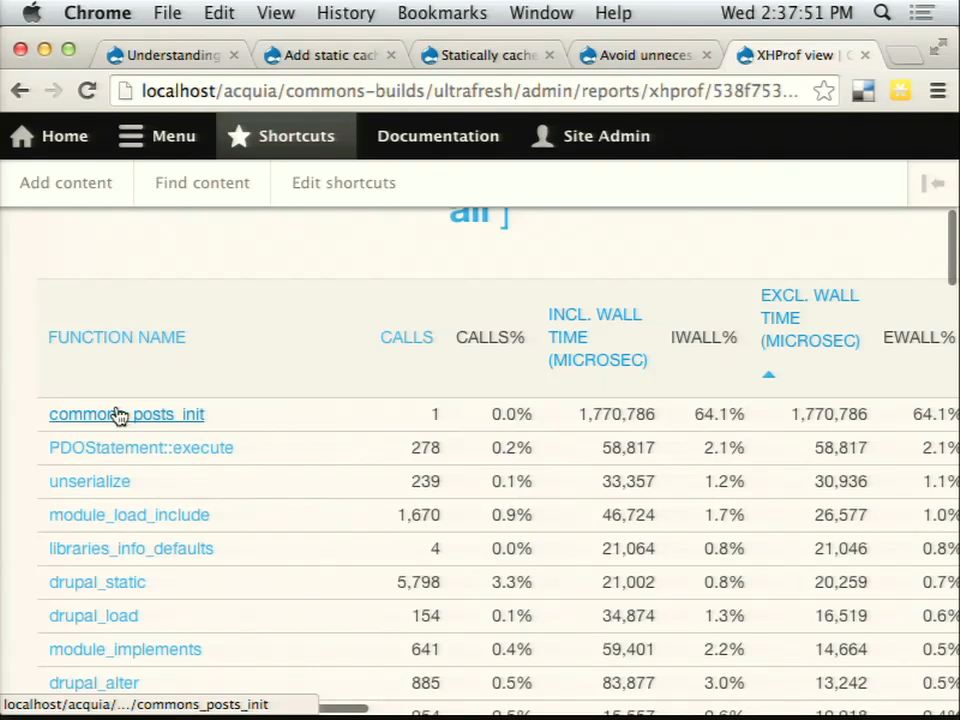 Chrome File Edit View History Bookmarks Window Help Wed 2:37:51 PM
Understanding Add static cach Statically cache Avoid unneces XHProf view | C
localhost/acquia/commons-builds/ultrafresh/admin/reports/xhprof/538f753...
Home Menu Shortcuts Documentation Site Admin
Add content Find content Edit shortcuts
all ]
FUNCTION NAME CALLS CALLS% INCL. WALL TIME (MICROSEC) IWALL% EXCL. WALL TIME (MICROSEC) EWALL%
commons_posts_init 1 0.0% 1,770,786 64.1% 1,770,786 64.1%
PDOStatement::execute 278 0.2% 58,817 2.1% 58,817 2.1%
unserialize 239 0.1% 33,357 1.2% 30,936 1.1%
module_load_include 1,670 0.9% 46,724 1.7% 26,577 1.0%
libraries_info_defaults 4 0.0% 21,064 0.8% 21,046 0.8%
drupal_static 5,798 3.3% 21,002 0.8% 20,259 0.7%
drupal_load 154 0.1% 34,874 1.3% 16,519 0.6%
module_implements 641 0.4% 59,401 2.2% 14,664 0.5%
drupal_alter 885 0.5% 83,877 3.0% 13,242 0.5%
localhost/acquia/.../commons_posts_init